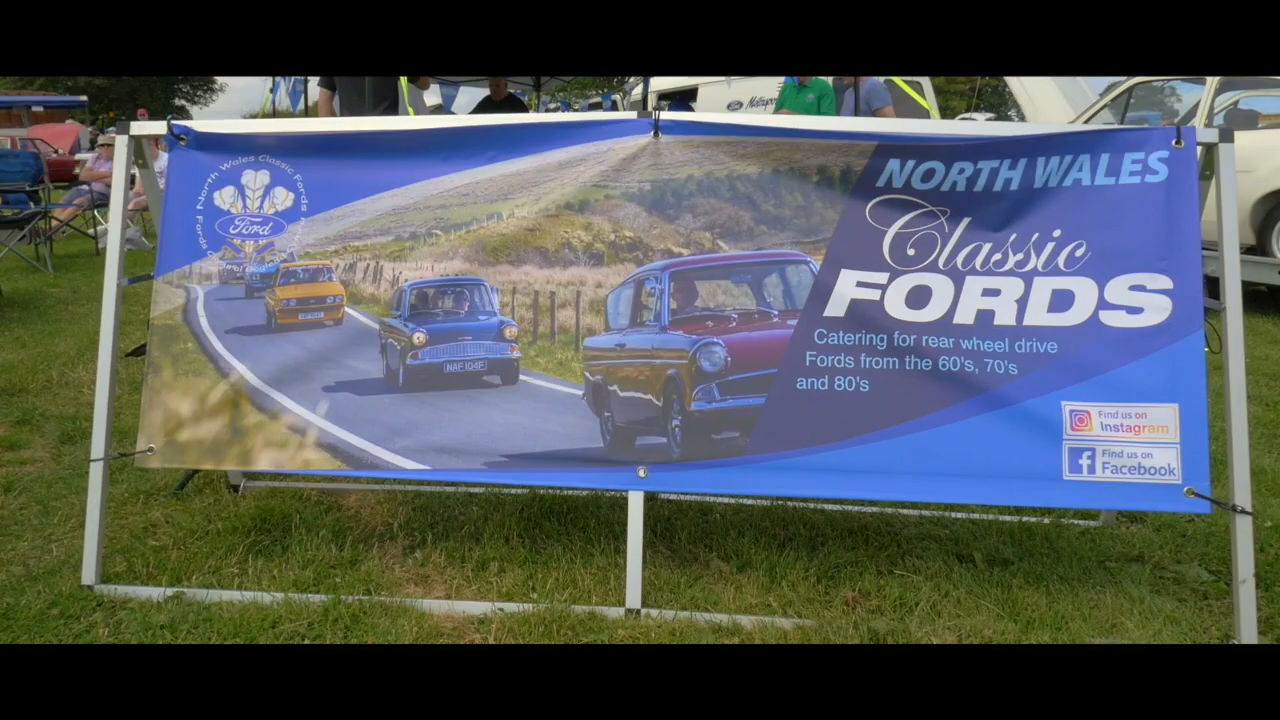 Ford
North Wales Classic Fords
Ford
NORTH WALES
Classic
FORDS
Catering for rear wheel drive
Fords from the 60's, 70's
and 80's
NAF 104F
Find us on
Instagram
Find us on
Facebook